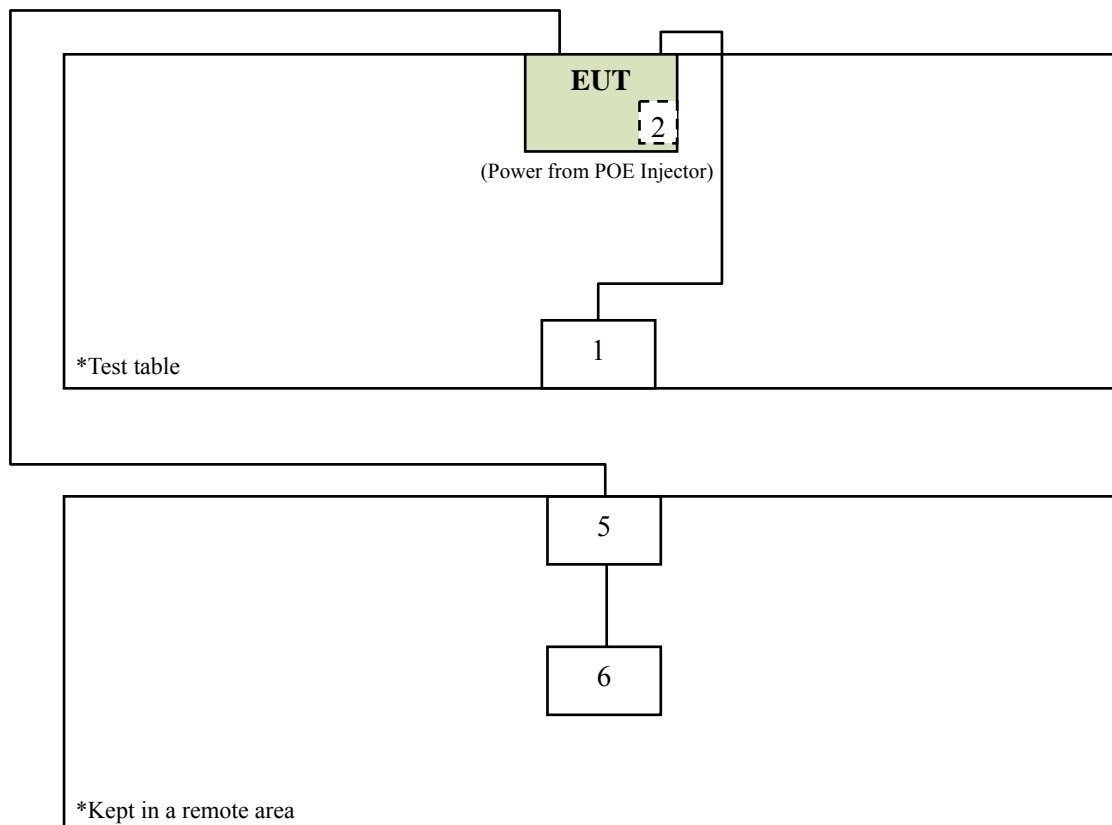 EUT
2
(Power from POE Injector)
1
*Test table
5
6
*Kept in a remote area